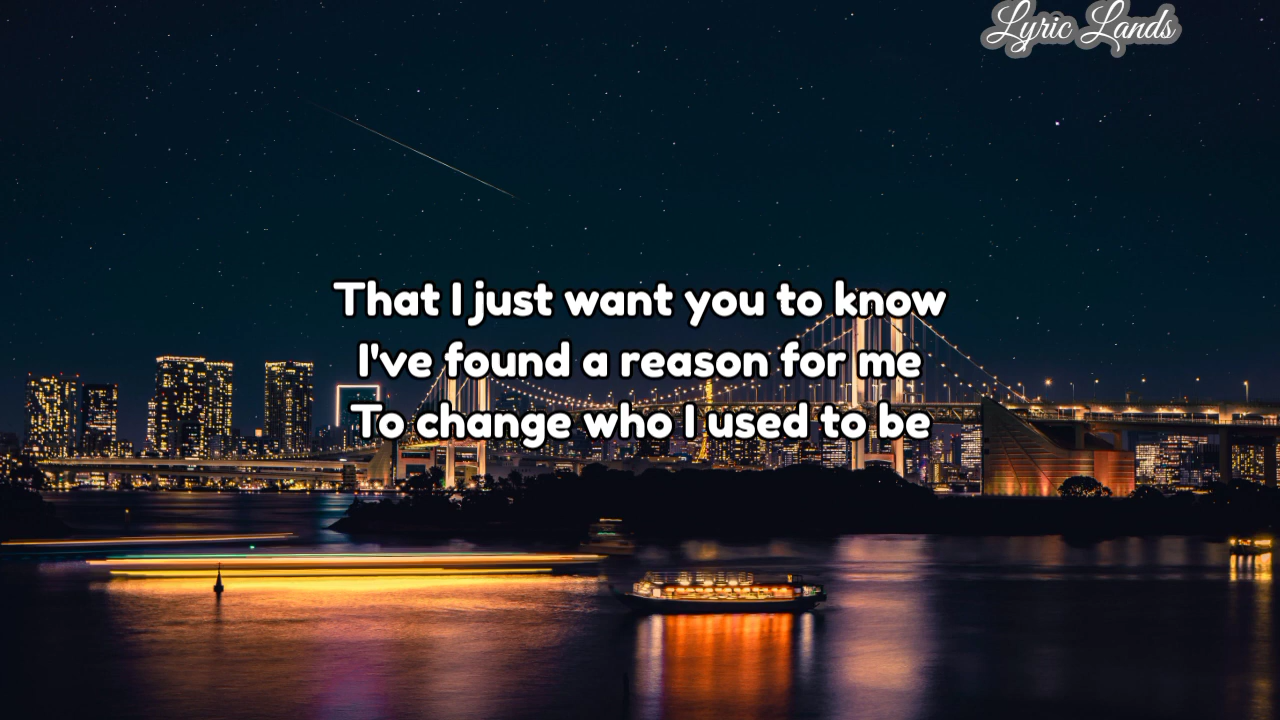 Lyric Lands
That I just want you to know
I've found a reason for me
To change who I used to be